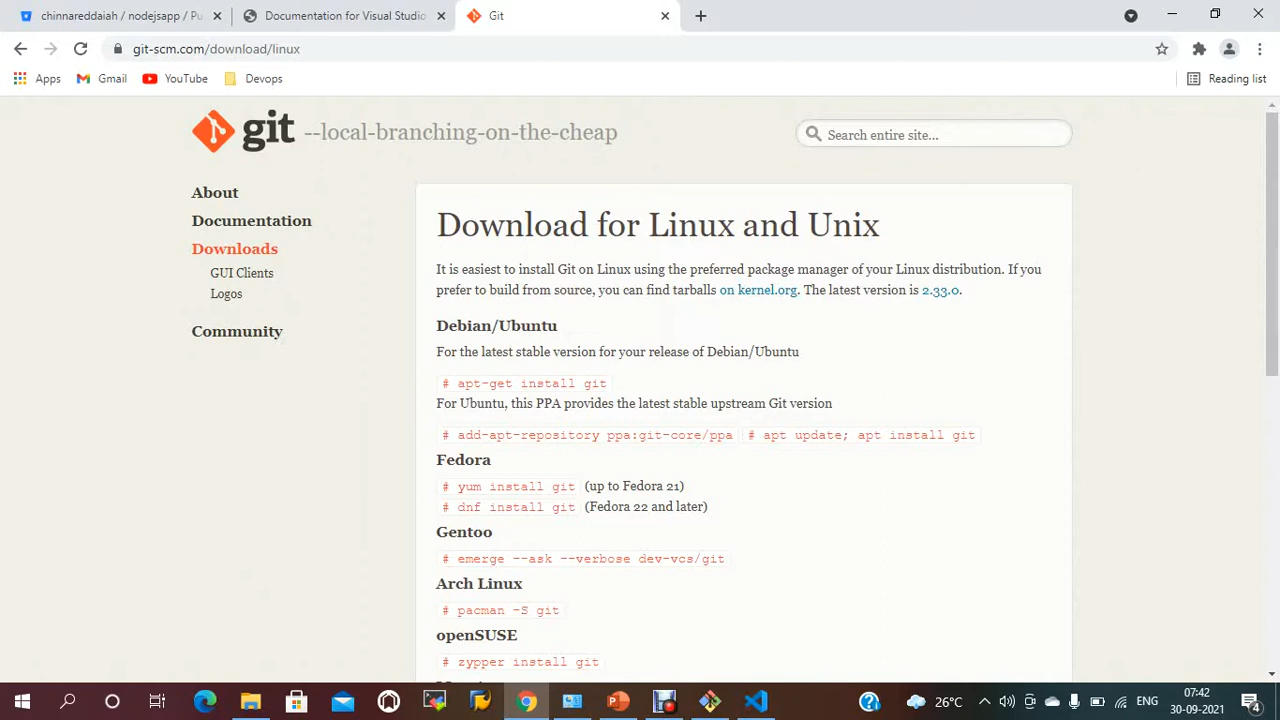 chinnareddaiah / nodejsapp / Pu
Documentation for Visual Studio
Git
git-scm.com/download/linux
Apps
Gmail
YouTube
Devops
Reading list
git
--local-branching-on-the-cheap
Search entire site...
About
Documentation
Downloads
GUI Clients
Logos
Community
Download for Linux and Unix
It is easiest to install Git on Linux using the preferred package manager of your Linux distribution. If you
prefer to build from source, you can find tarballs on kernel.org. The latest version is 2.33.0.
Debian/Ubuntu
For the latest stable version for your release of Debian/Ubuntu
# apt-get install git
For Ubuntu, this PPA provides the latest stable upstream Git version
# add-apt-repository ppa:git-core/ppa # apt update; apt install git
Fedora
# yum install git (up to Fedora 21)
# dnf install git (Fedora 22 and later)
Gentoo
# emerge --ask --verbose dev-vcs/git
Arch Linux
# pacman -S git
openSUSE
# zypper install git
26°C
ENG
07:42
30-09-2021
4